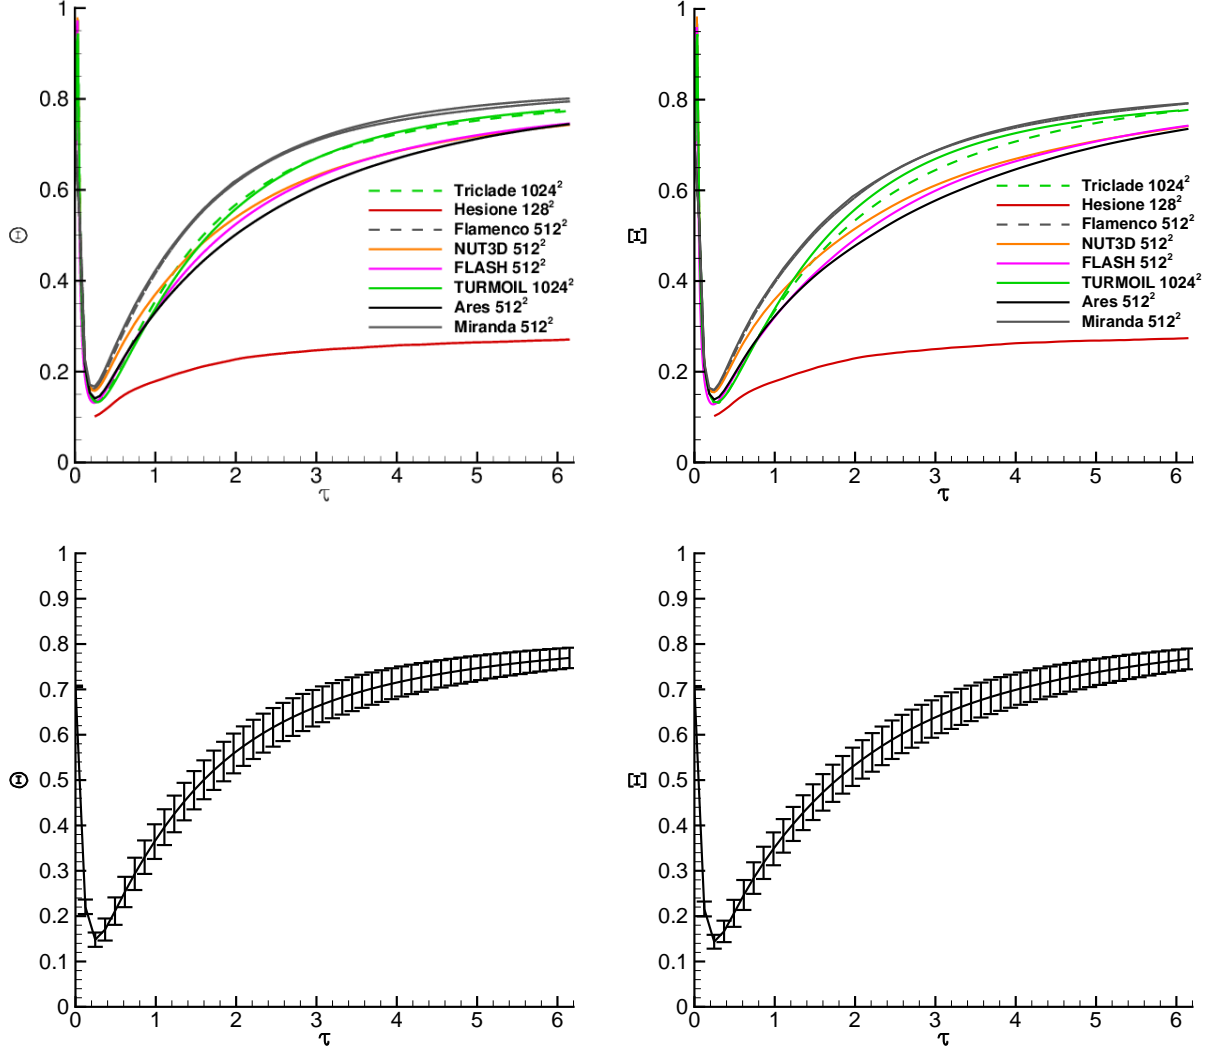 1
0.8
0.6
0.4
0.2
0
Θ
0 1 2 3 4 5 6
τ
Triclade 1024²
Hesione 128²
Flamenco 512²
NUT3D 512²
FLASH 512²
TURMOIL 1024²
Ares 512²
Miranda 512²
1
0.8
0.6
0.4
0.2
0
Ξ
0 1 2 3 4 5 6
τ
Triclade 1024²
Hesione 128²
Flamenco 512²
NUT3D 512²
FLASH 512²
TURMOIL 1024²
Ares 512²
Miranda 512²
1
0.9
0.8
0.7
0.6
0.5
0.4
0.3
0.2
0.1
0
Θ
0 1 2 3 4 5 6
τ
1
0.9
0.8
0.7
0.6
0.5
0.4
0.3
0.2
0.1
0
Ξ
0 1 2 3 4 5 6
τ